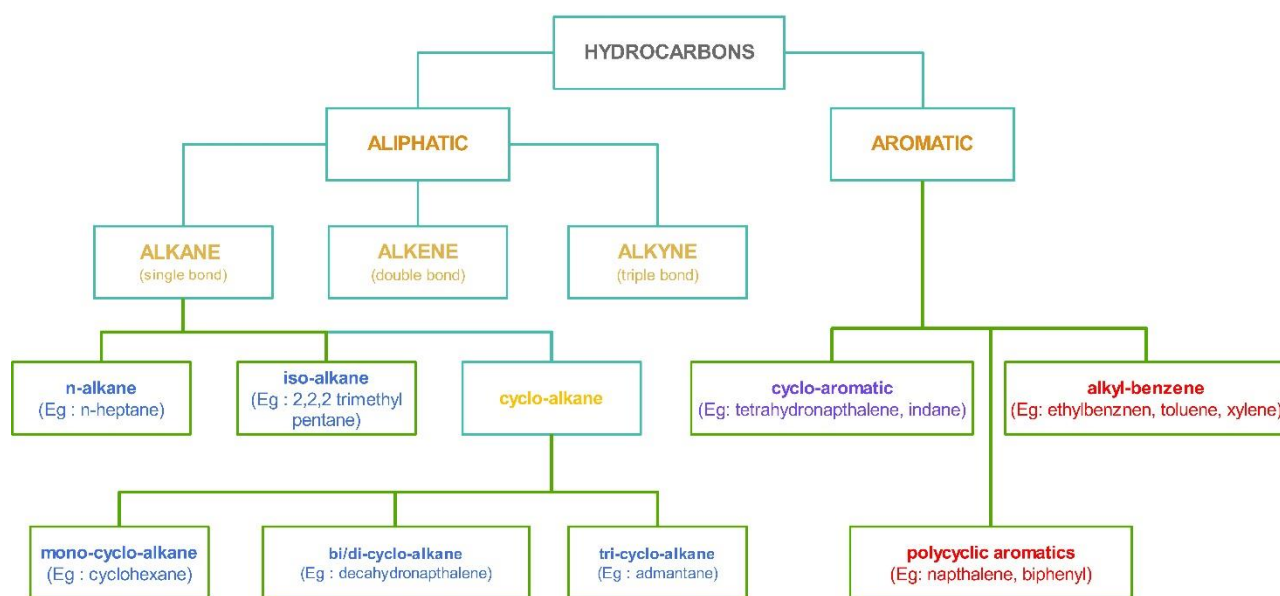 HYDROCARBONS
ALIPHATIC
AROMATIC
ALKANE
(single bond)
ALKENE
(double bond)
ALKYNE
(triple bond)
n-alkane
(Eg : n-heptane)
iso-alkane
(Eg : 2,2,2 trimethyl
pentane)
cyclo-alkane
cyclo-aromatic
(Eg: tetrahydronapthalene, indane)
alkyl-benzene
(Eg: ethylbenznen, toluene, xylene)
mono-cyclo-alkane
(Eg : cyclohexane)
bi/di-cyclo-alkane
(Eg : decahydronapthalene)
tri-cyclo-alkane
(Eg : admantane)
polycyclic aromatics
(Eg: napthalene, biphenyl)